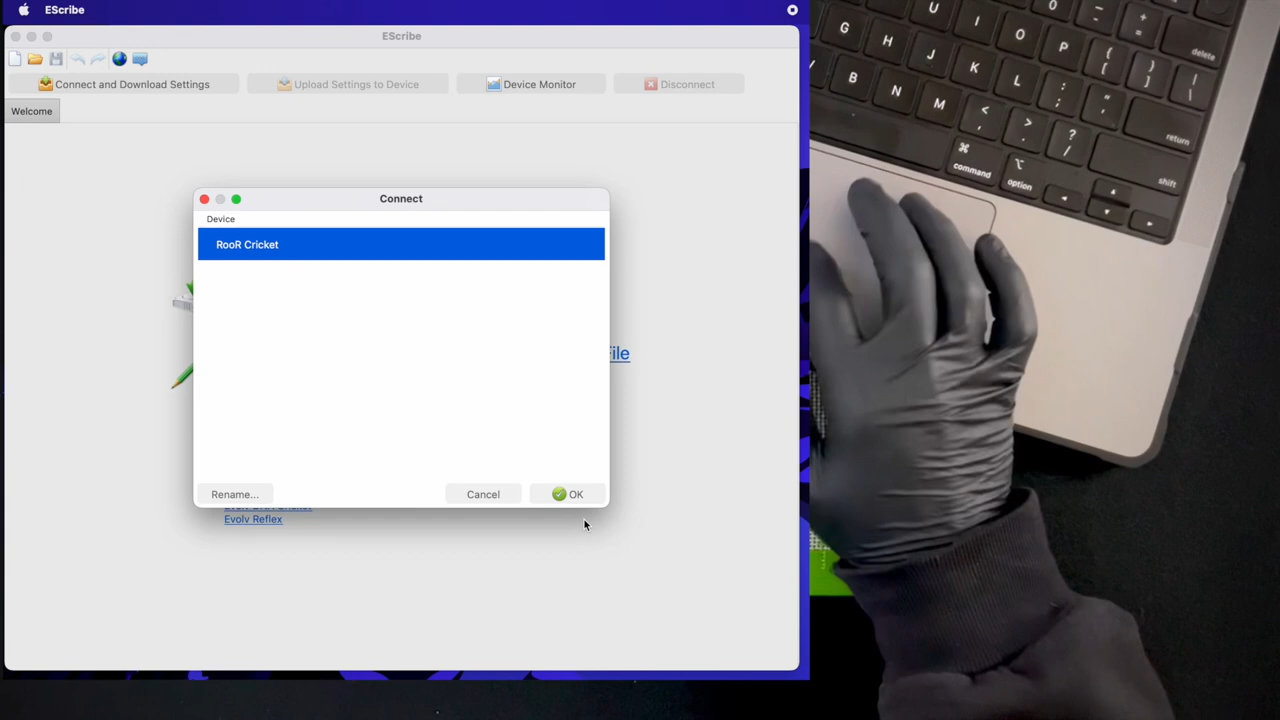 EScribe
EScribe
Connect and Download Settings
Upload Settings to Device
Device Monitor
Disconnect
Welcome
Connect
Device
RooR Cricket
File
Rename...
Cancel
OK
Evolv Reflex
U I O P
G H J K L
B N M
delete
return
shift
command
option